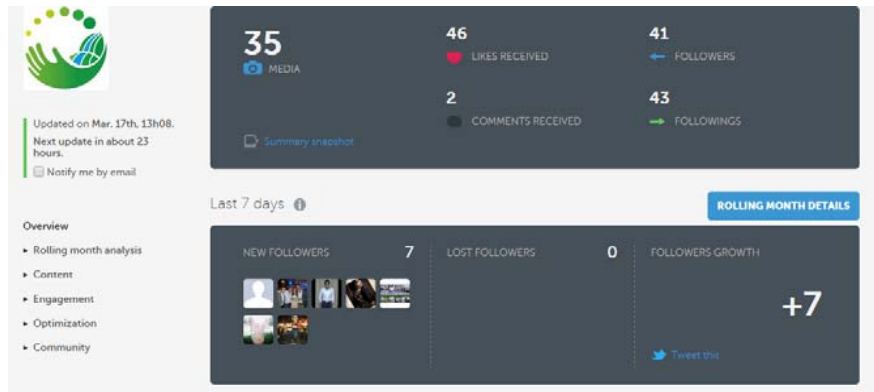 35
MEDIA
Summary snapshot
46
LIKES RECEIVED
2
COMMENTS RECEIVED
41
FOLLOWERS
43
FOLLOWINGS
Updated on Mar. 17th, 13h08.
Next update in about 23
hours.
Notify me by email
Overview
Rolling month analysis
Content
Engagement
Optimization
Community
Last 7 days
ROLLING MONTH DETAILS
NEW FOLLOWERS 7
LOST FOLLOWERS 0
FOLLOWERS GROWTH
+7
Tweet this